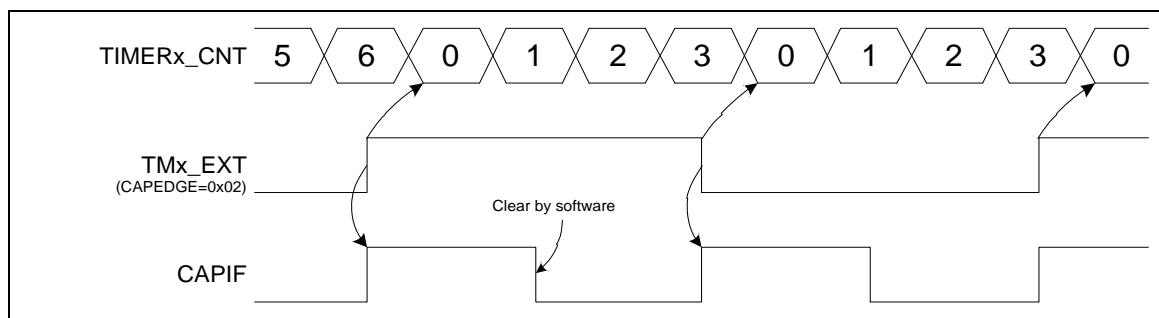 TIMERx_CNT 5 6 0 1 2 3 0 1 2 3 0
TMx_EXT
(CAPEDGE=0x02)
Clear by software
CAPIF